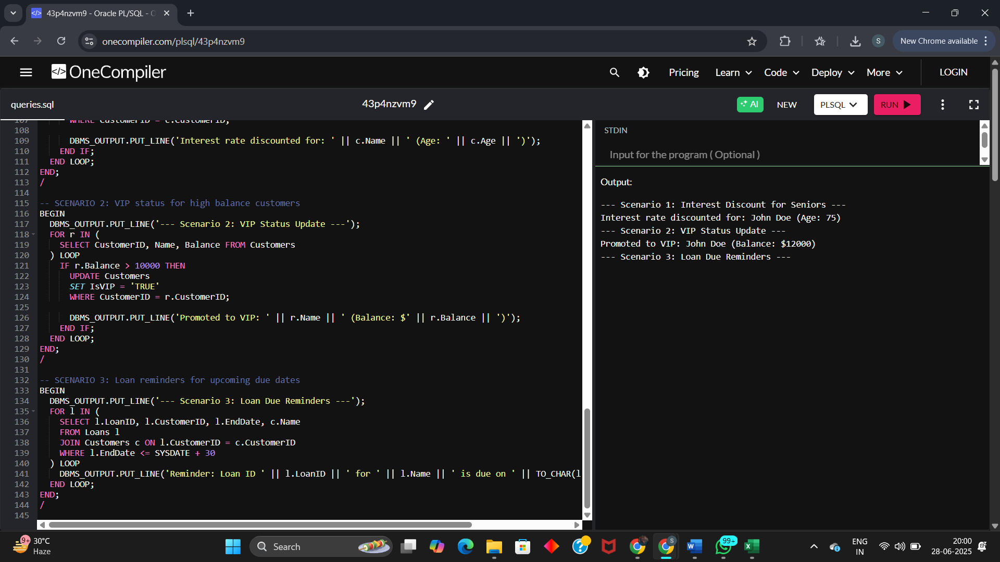 43p4nzvm9 - Oracle PL/SQL - O
onecompiler.com/plsql/43p4nzvm9
S
New Chrome available
</> OneCompiler
Pricing
Learn
Code
Deploy
More
LOGIN
queries.sql
43p4nzvm9
AI
NEW
PLSQL
RUN
107 WHERE CustomerID = c.CustomerID;
108
109 DBMS_OUTPUT.PUT_LINE('Interest rate discounted for: ' || c.Name || ' (Age: ' || c.Age || ')');
110 END IF;
111 END LOOP;
112 END;
113 /
114
115 -- SCENARIO 2: VIP status for high balance customers
116 BEGIN
117 DBMS_OUTPUT.PUT_LINE('--- Scenario 2: VIP Status Update ---');
118 FOR r IN (
119 SELECT CustomerID, Name, Balance FROM Customers
120 ) LOOP
121 IF r.Balance > 10000 THEN
122 UPDATE Customers
123 SET IsVIP = 'TRUE'
124 WHERE CustomerID = r.CustomerID;
125
126 DBMS_OUTPUT.PUT_LINE('Promoted to VIP: ' || r.Name || ' (Balance: $' || r.Balance || ')');
127 END IF;
128 END LOOP;
129 END;
130 /
131
132 -- SCENARIO 3: Loan reminders for upcoming due dates
133 BEGIN
134 DBMS_OUTPUT.PUT_LINE('--- Scenario 3: Loan Due Reminders ---');
135 FOR l IN (
136 SELECT l.LoanID, l.CustomerID, l.EndDate, c.Name
137 FROM Loans l
138 JOIN Customers c ON l.CustomerID = c.CustomerID
139 WHERE l.EndDate <= SYSDATE + 30
140 ) LOOP
141 DBMS_OUTPUT.PUT_LINE('Reminder: Loan ID ' || l.LoanID || ' for ' || l.Name || ' is due on ' || TO_CHAR(l
142 END LOOP;
143 END;
144 /
145
STDIN
Input for the program ( Optional )
Output:
--- Scenario 1: Interest Discount for Seniors ---
Interest rate discounted for: John Doe (Age: 75)
--- Scenario 2: VIP Status Update ---
Promoted to VIP: John Doe (Balance: $12000)
--- Scenario 3: Loan Due Reminders ---
9+
30°C
Haze
Search
99+
ENG
IN
20:00
28-06-2025